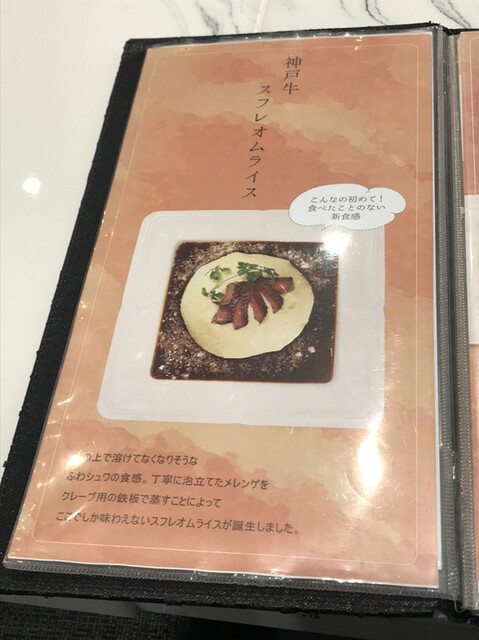 神戸牛
スフレオムライス
こんなの初めて!
食べたことのない
新食感
の上で溶けてなくなりそうな
ふわシュワの食感。丁寧に泡立てたメレンゲを
クレープ用の鉄板で蒸すことによって
ここでしか味わえないスフレオムライスが誕生しました。